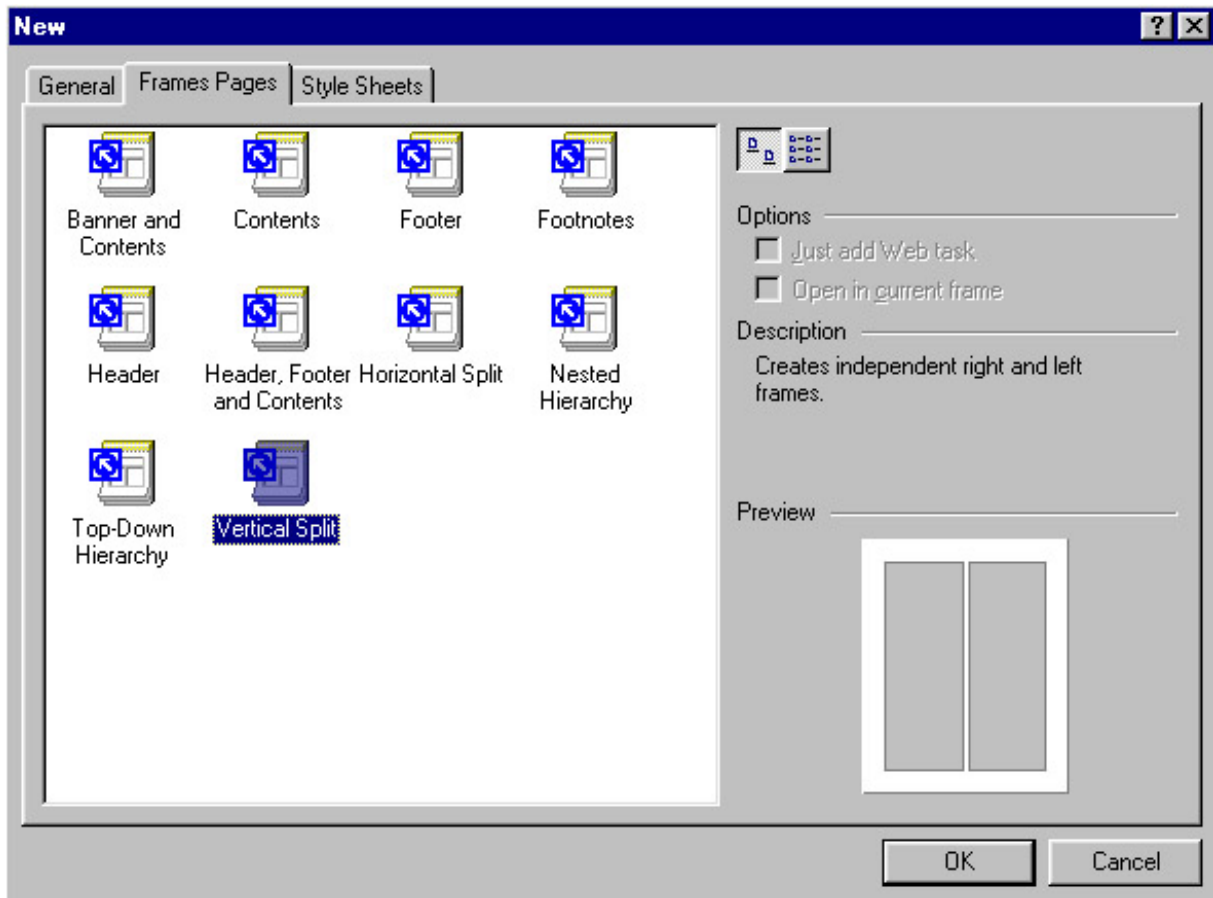 New
General Frames Pages Style Sheets
Banner and Contents Footer Footnotes
Contents
Header Header, Footer Horizontal Split Nested
and Contents Hierarchy
Top-Down Vertical Split
Hierarchy
Options
Just add Web task
Open in current frame
Description
Creates independent right and left
frames.
Preview
OK Cancel